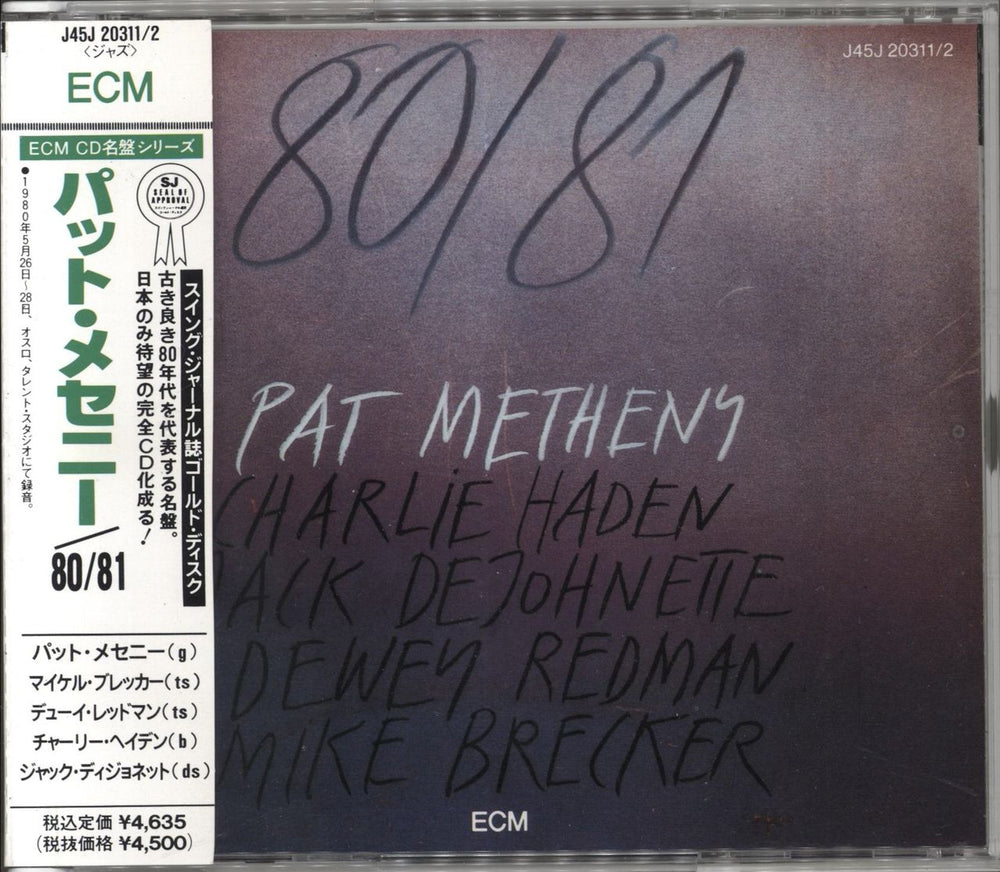 J45J 20311/2
〈ジャズ〉
ECM
ECM CD名盤シリーズ
SJ
SEAL OF
APPROVAL
スイング・ジャーナル誌ゴールド・ディスク
古き良き80年代を代表する名盤。
日本のみ待望の完全CD化成る!
パット・メセニー/
80/81
●1980年5月26日~28日、オスロ、タレント・スタジオにて録音。
パット・メセニー(g)
マイケル・ブレッカー(ts)
デューイ・レッドマン(ts)
チャーリー・ヘイデン(b)
ジャック・ディジョネット(ds)
税込定価 ¥4,635
(税抜価格 ¥4,500)
J45J 20311/2
80/81
PAT METHENY
CHARLIE HADEN
JACK DEJOHNETTE
DEWEY REDMAN
MIKE BRECKER
ECM